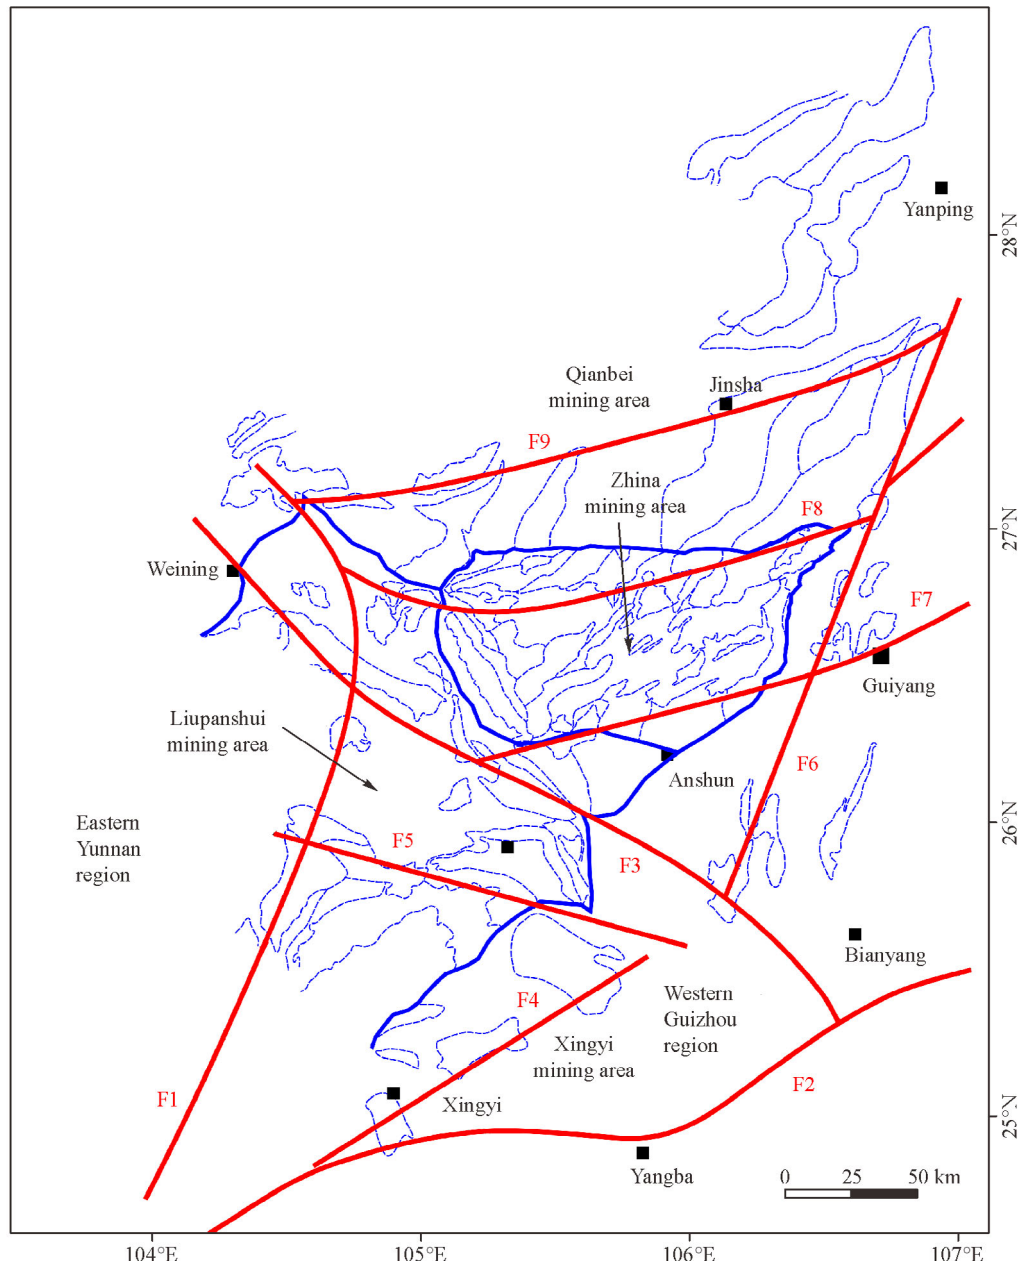 Yanping
28°N
Qianbei
mining area
Jinsha
F9
Zhina
mining area
F8
27°N
Weining
F7
Guiyang
Liupanshui
mining area
Anshun
F6
26°N
Eastern
Yunnan
region
F5
F3
Bianyang
F4
Western
Guizhou
region
Xingyi
mining area
F2
F1
Xingyi
25°N
Yangba
0 25 50 km
104°E 105°E 106°E 107°E